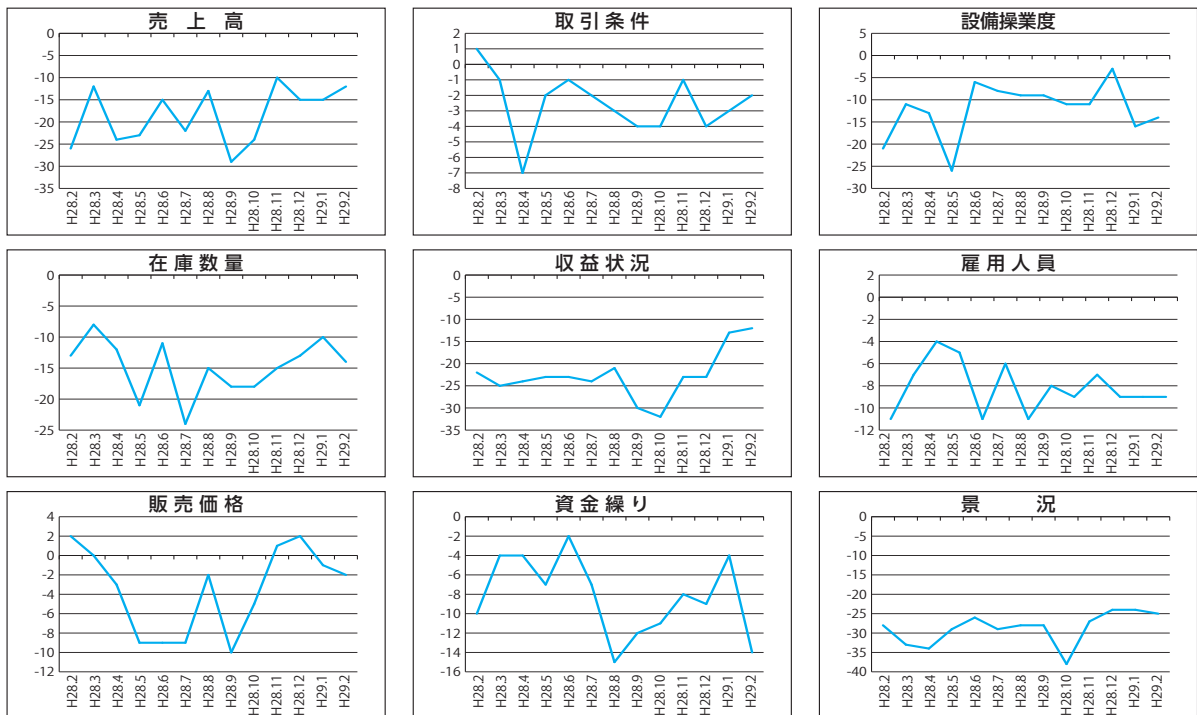 売上高
0
-5
-10
-15
-20
-25
-30
-35
H28.2
H28.3
H28.4
H28.5
H28.6
H28.7
H28.8
H28.9
H28.10
H28.11
H28.12
H29.1
H29.2
取引条件
2
1
0
-1
-2
-3
-4
-5
-6
-7
-8
H28.2
H28.3
H28.4
H28.5
H28.6
H28.7
H28.8
H28.9
H28.10
H28.11
H28.12
H29.1
H29.2
設備操業度
5
0
-5
-10
-15
-20
-25
-30
H28.2
H28.3
H28.4
H28.5
H28.6
H28.7
H28.8
H28.9
H28.10
H28.11
H28.12
H29.1
H29.2
在庫数量
0
-5
-10
-15
-20
-25
H28.2
H28.3
H28.4
H28.5
H28.6
H28.7
H28.8
H28.9
H28.10
H28.11
H28.12
H29.1
H29.2
収益状況
0
-5
-10
-15
-20
-25
-30
-35
H28.2
H28.3
H28.4
H28.5
H28.6
H28.7
H28.8
H28.9
H28.10
H28.11
H28.12
H29.1
H29.2
雇用人員
2
0
-2
-4
-6
-8
-10
-12
H28.2
H28.3
H28.4
H28.5
H28.6
H28.7
H28.8
H28.9
H28.10
H28.11
H28.12
H29.1
H29.2
販売価格
4
2
0
-2
-4
-6
-8
-10
-12
H28.2
H28.3
H28.4
H28.5
H28.6
H28.7
H28.8
H28.9
H28.10
H28.11
H28.12
H29.1
H29.2
資金繰り
0
-2
-4
-6
-8
-10
-12
-14
-16
H28.2
H28.3
H28.4
H28.5
H28.6
H28.7
H28.8
H28.9
H28.10
H28.11
H28.12
H29.1
H29.2
景況
0
-5
-10
-15
-20
-25
-30
-35
-40
H28.2
H28.3
H28.4
H28.5
H28.6
H28.7
H28.8
H28.9
H28.10
H28.11
H28.12
H29.1
H29.2